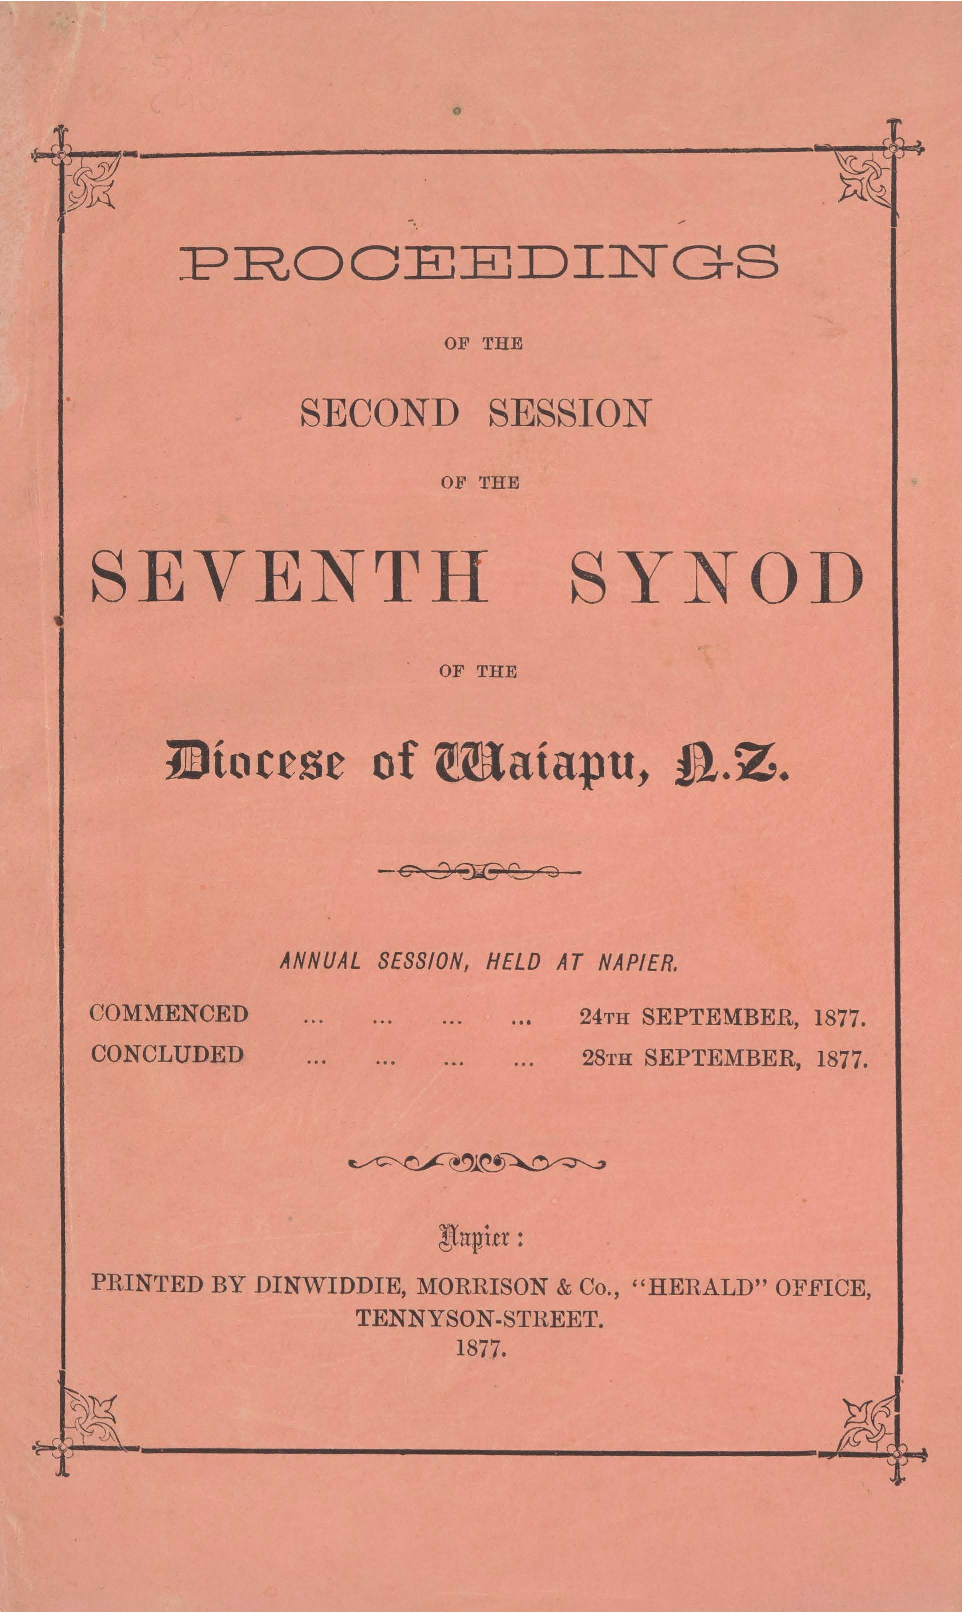 PROCEEDINGS
OF THE
SECOND SESSION
OF THE
SEVENTH SYNOD
OF THE
Diocese of Waiapu, N.Z.
ANNUAL SESSION, HELD AT NAPIER.
COMMENCED ... ... ... ... 24TH SEPTEMBER, 1877.
CONCLUDED ... ... ... ... 28TH SEPTEMBER, 1877.
Napier:
PRINTED BY DINWIDDIE, MORRISON & Co., "HERALD" OFFICE,
TENNYSON-STREET.
1877.